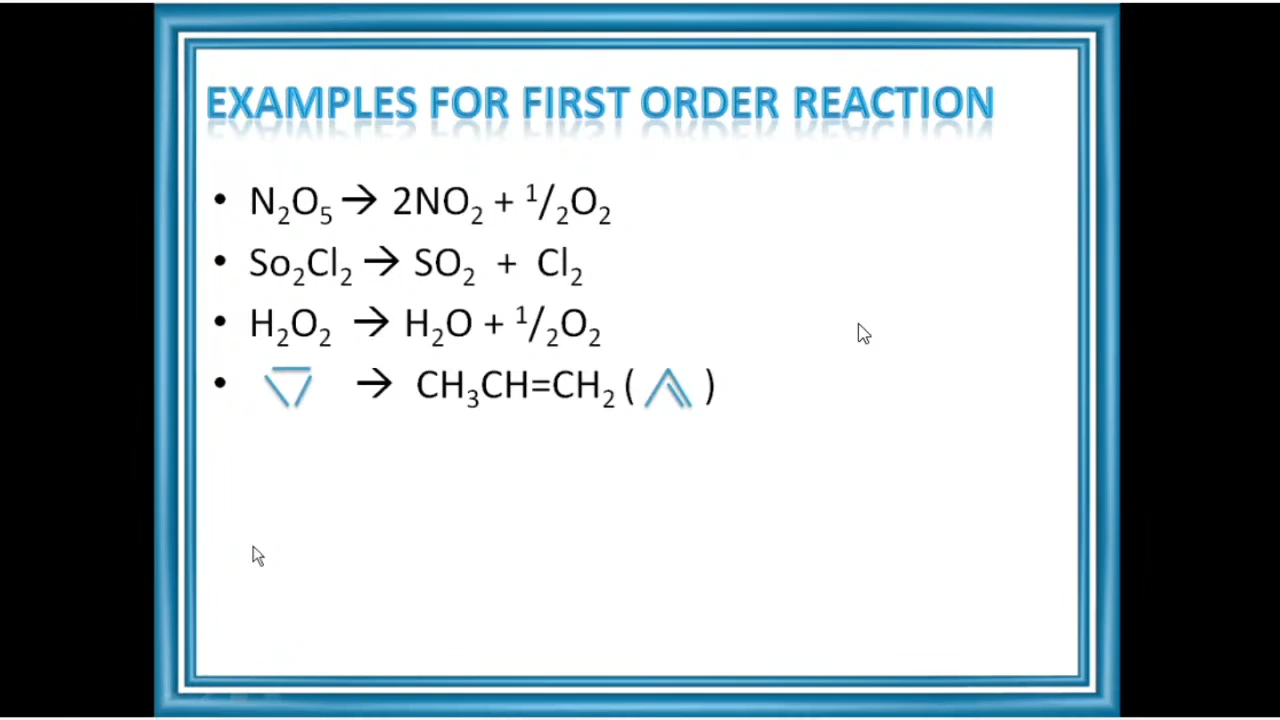 EXAMPLES FOR FIRST ORDER REACTION
• N₂O₅ → 2NO₂ + ¹/₂O₂
• So₂Cl₂ → SO₂ + Cl₂
• H₂O₂ → H₂O + ¹/₂O₂
• → CH₃CH=CH₂ ( )